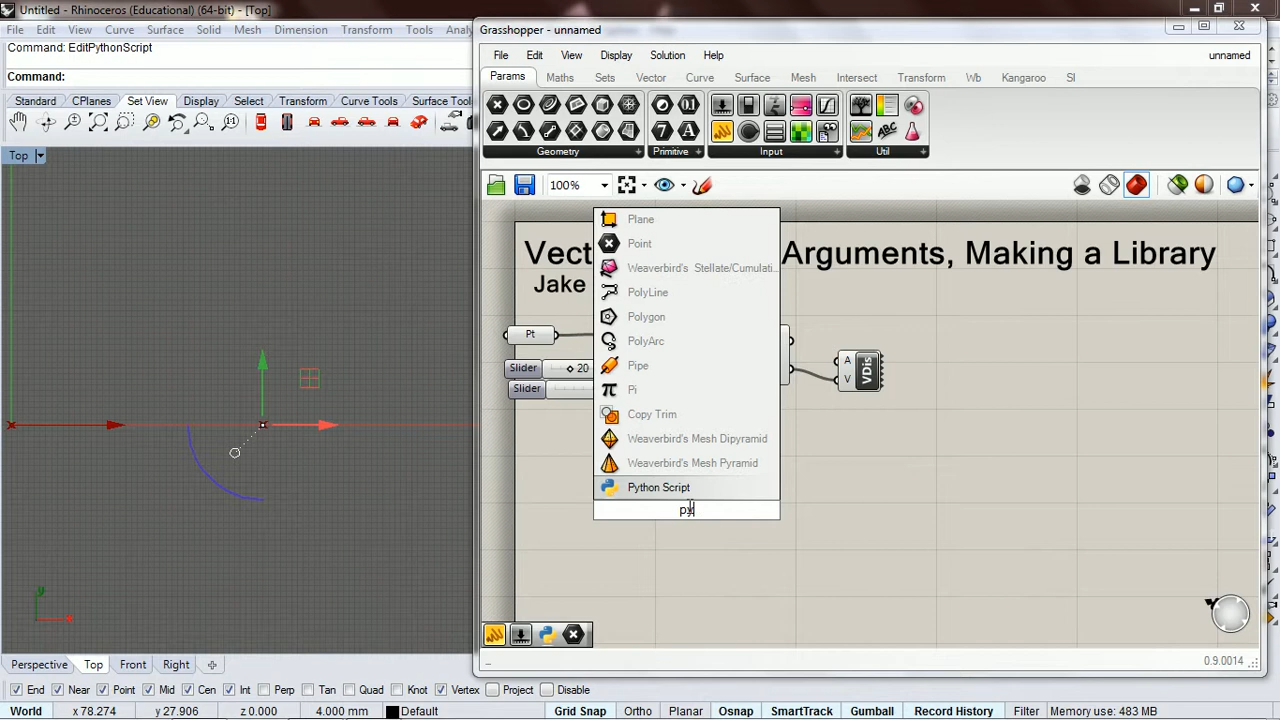 Untitled - Rhinoceros (Educational) (64-bit) - [Top]
File Edit View Curve Surface Solid Mesh Dimension Transform Tools
Command: EditPythonScript
Command:
Standard CPlanes Set View Display Select Transform Curve Tools Surface Tools
Top
Grasshopper - unnamed
File Edit View Display Solution Help unnamed
Params Maths Sets Vector Curve Surface Mesh Intersect Transform Wb Kangaroo SI
Geometry Primitive Input Util
100%
Vect Arguments, Making a Library
Jake
Pt
Slider 20
Slider
A
V
VDis
Plane
Point
Weaverbird's Stellate/Cumulati...
PolyLine
Polygon
PolyArc
Pipe
Pi
Copy Trim
Weaverbird's Mesh Dipyramid
Weaverbird's Mesh Pyramid
Python Script
py
y
x
0.9.0014
Perspective Top Front Right
End Near Point Mid Cen Int Perp Tan Quad Knot Vertex Project Disable
World x 78.274 y 27.906 z 0.000 4.000 mm Default Grid Snap Ortho Planar Osnap SmartTrack Gumball Record History Filter Memory use: 483 MB